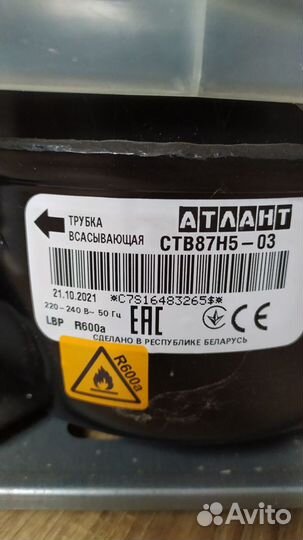 ТРУБКА
ВСАСЫВАЮЩАЯ
АТЛАНТ
СТВ87Н5-03
21.10.2021 *C7S16483265$*
220-240 В~ 50 Гц
LBP R600a
EAC
CE
СДЕЛАНО В РЕСПУБЛИКЕ БЕЛАРУСЬ
R600a
Avito